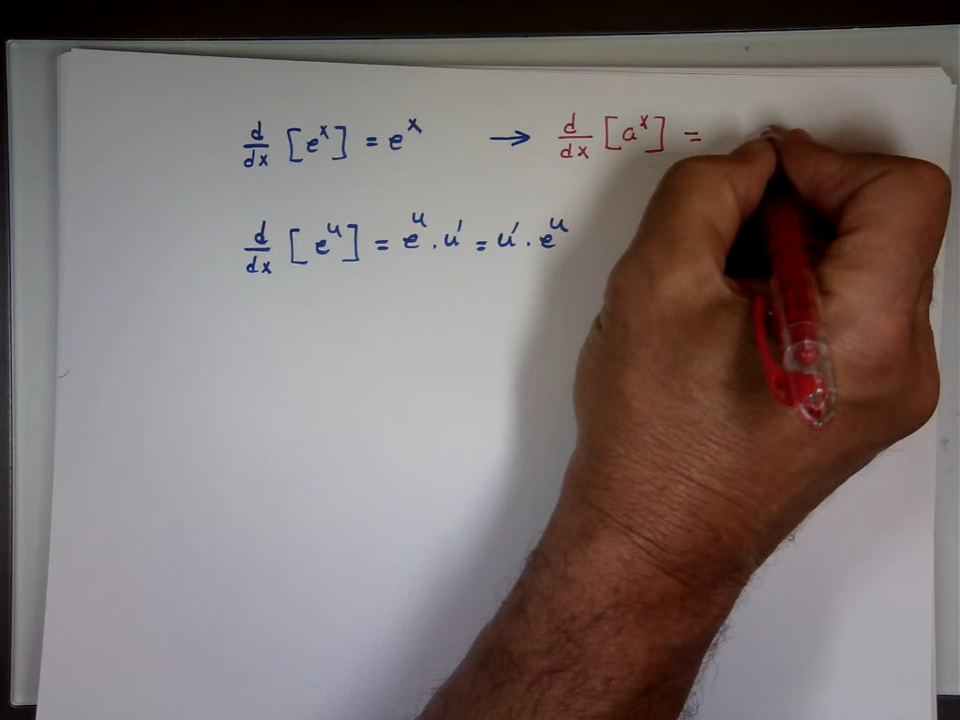 d/dx [e^x] = e^x → d/dx [a^x] =
d/dx [e^u] = e^u · u' = u' · e^u